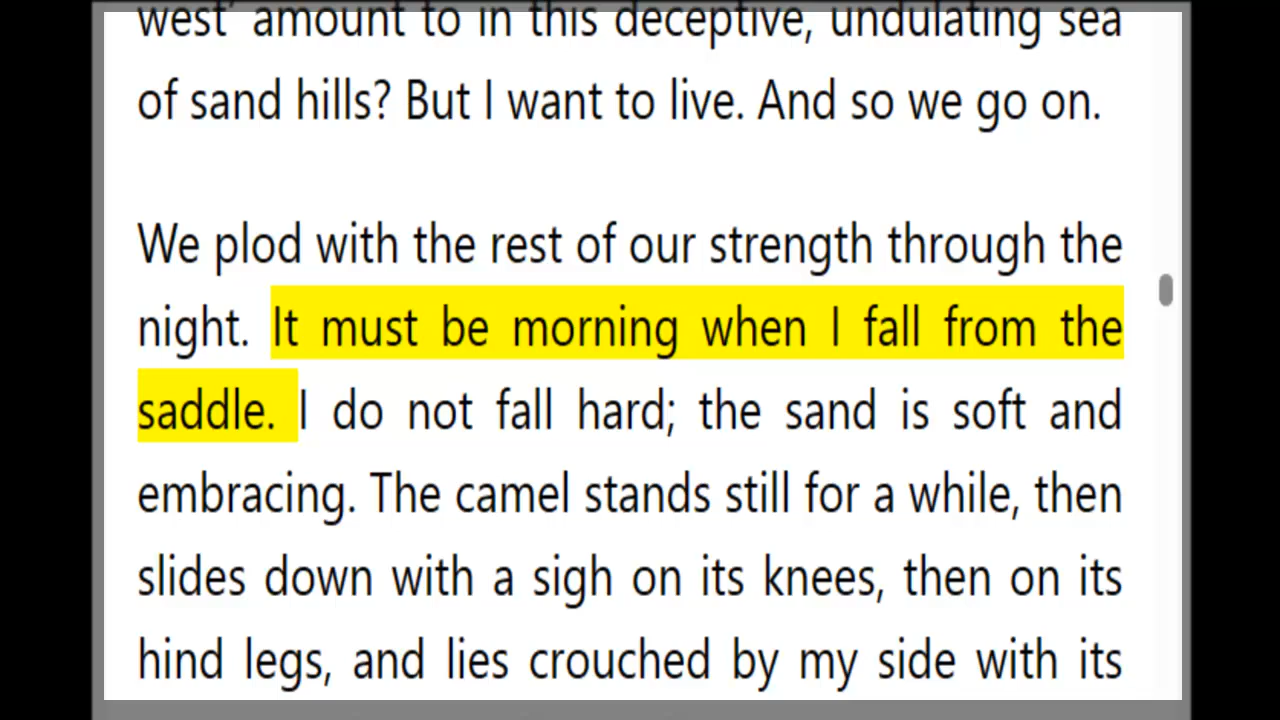 west' amount to in this deceptive, undulating sea
of sand hills? But I want to live. And so we go on.
We plod with the rest of our strength through the
night. It must be morning when I fall from the
saddle. I do not fall hard; the sand is soft and
embracing. The camel stands still for a while, then
slides down with a sigh on its knees, then on its
hind legs, and lies crouched by my side with its